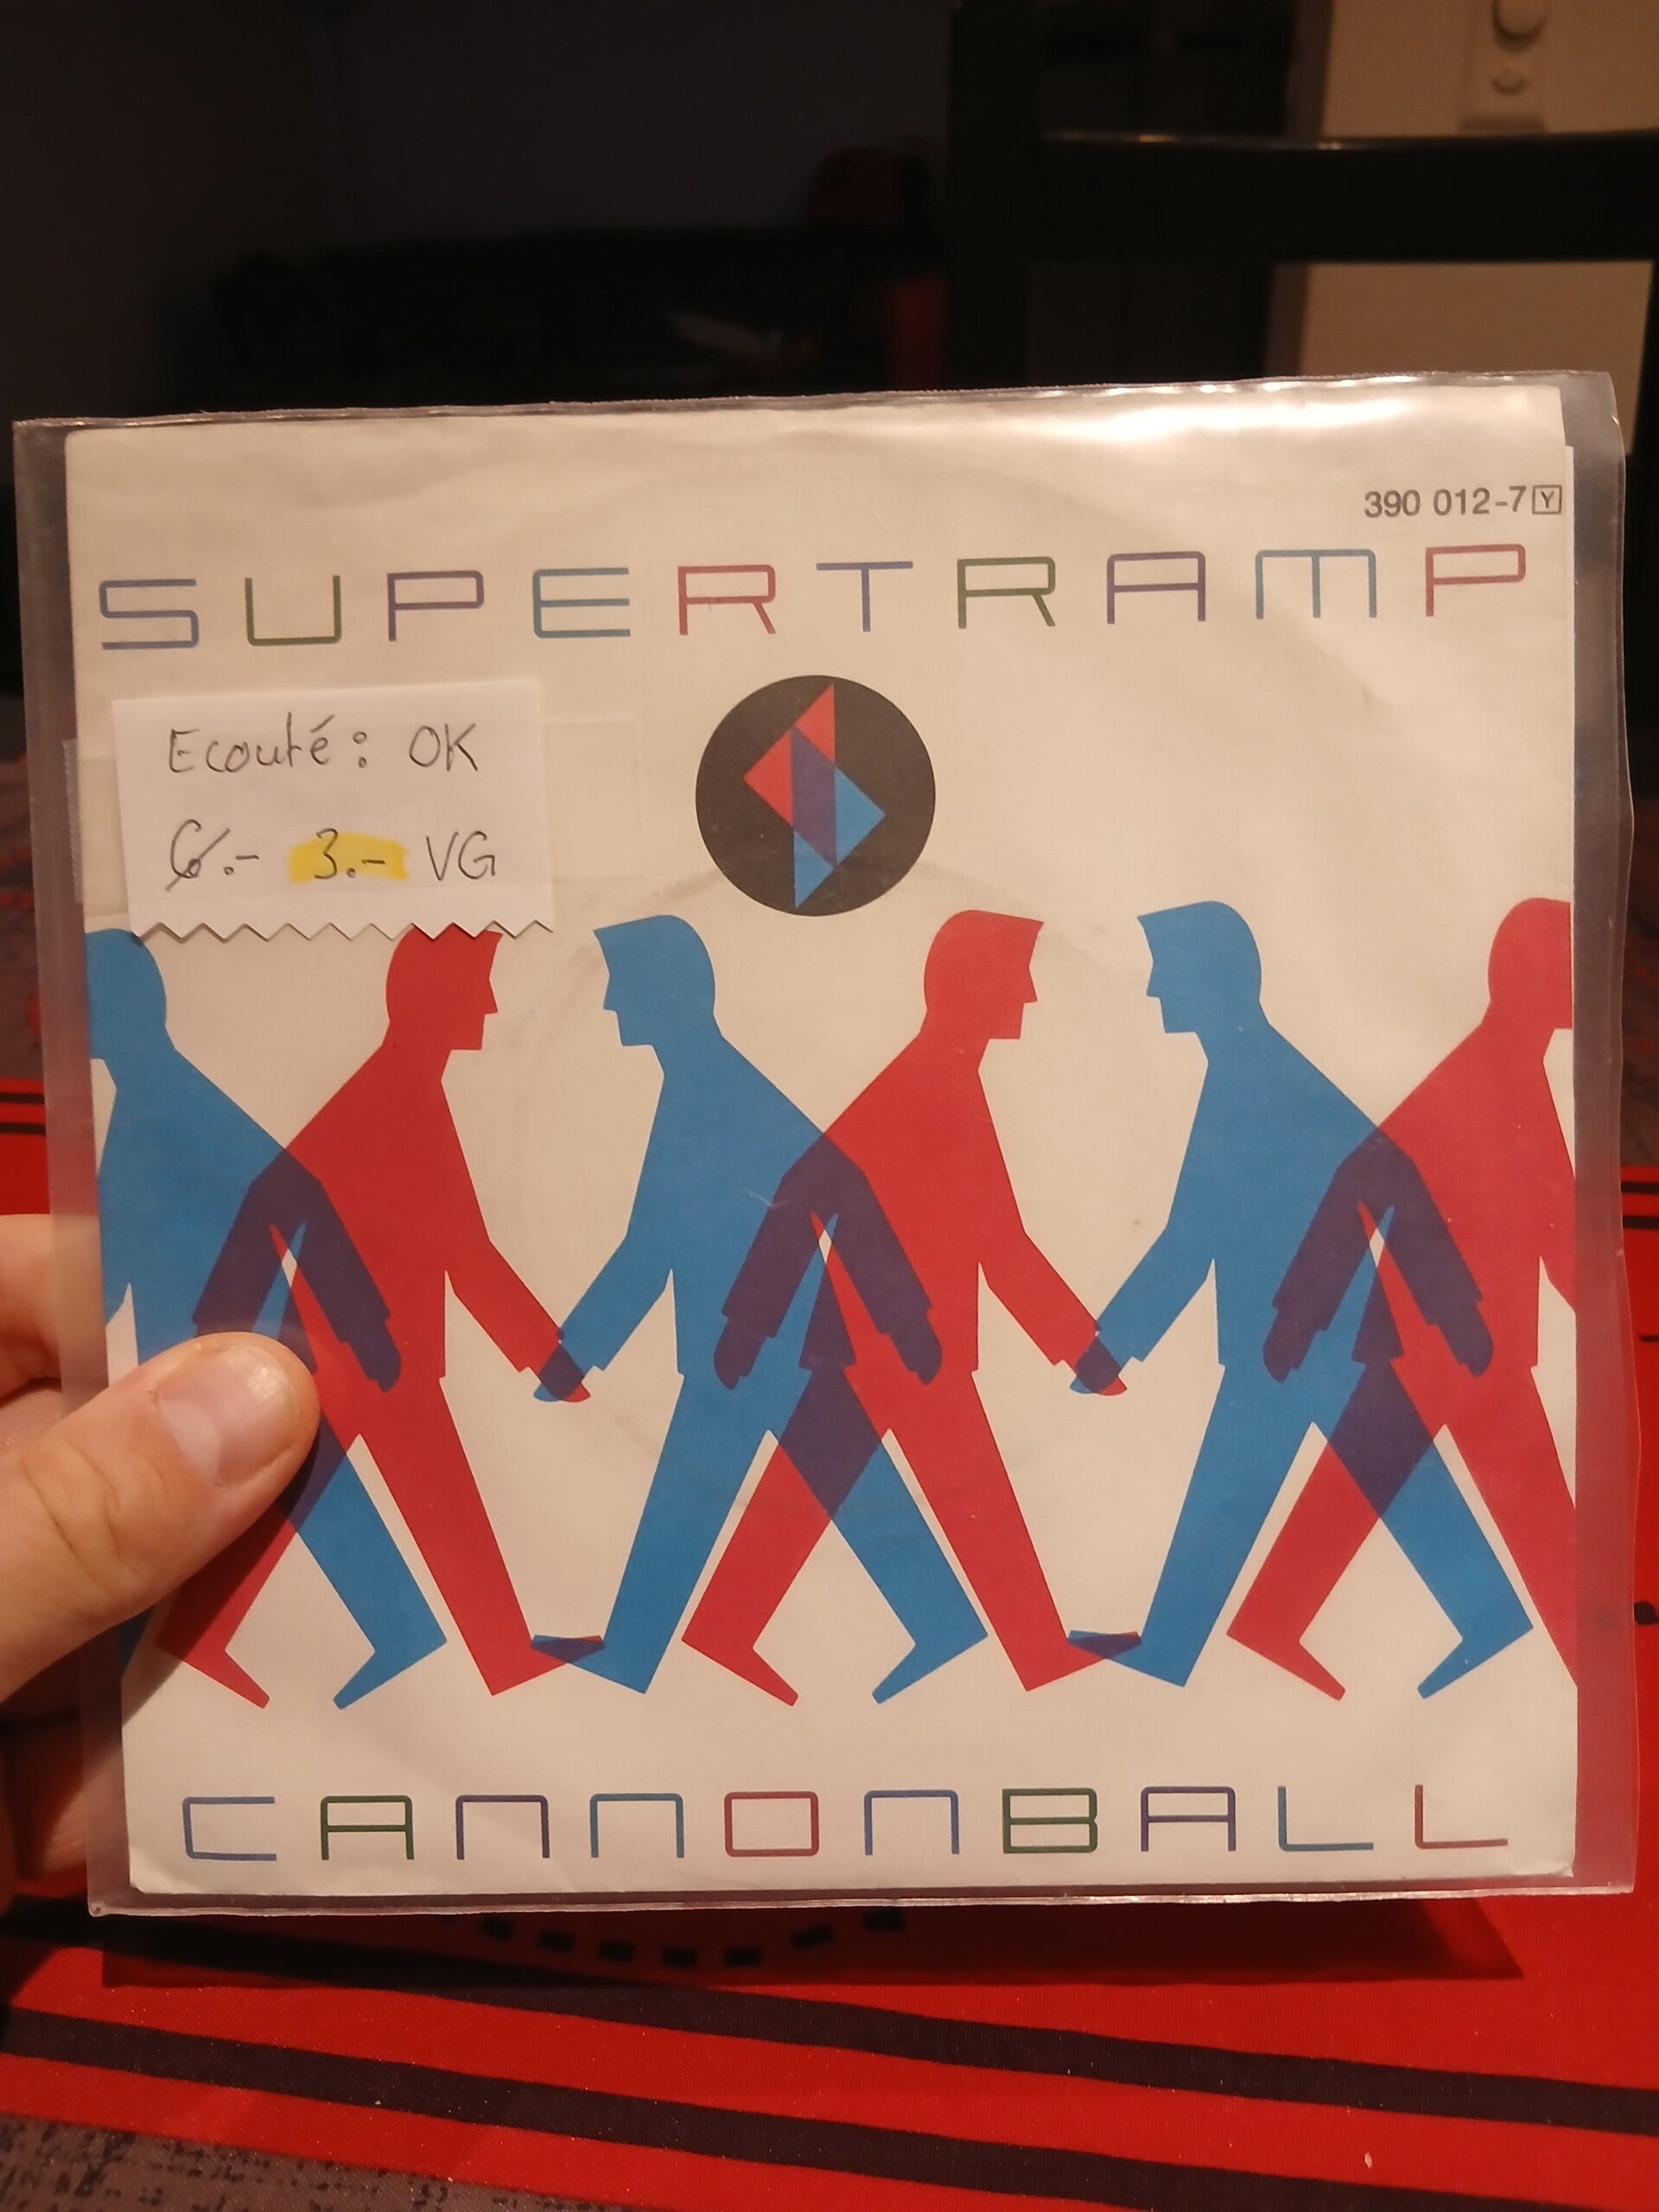 390 012-7 Y
SUPERTRAMP
Ecouté : OK
6.- 3.- VG
CANNONBALL